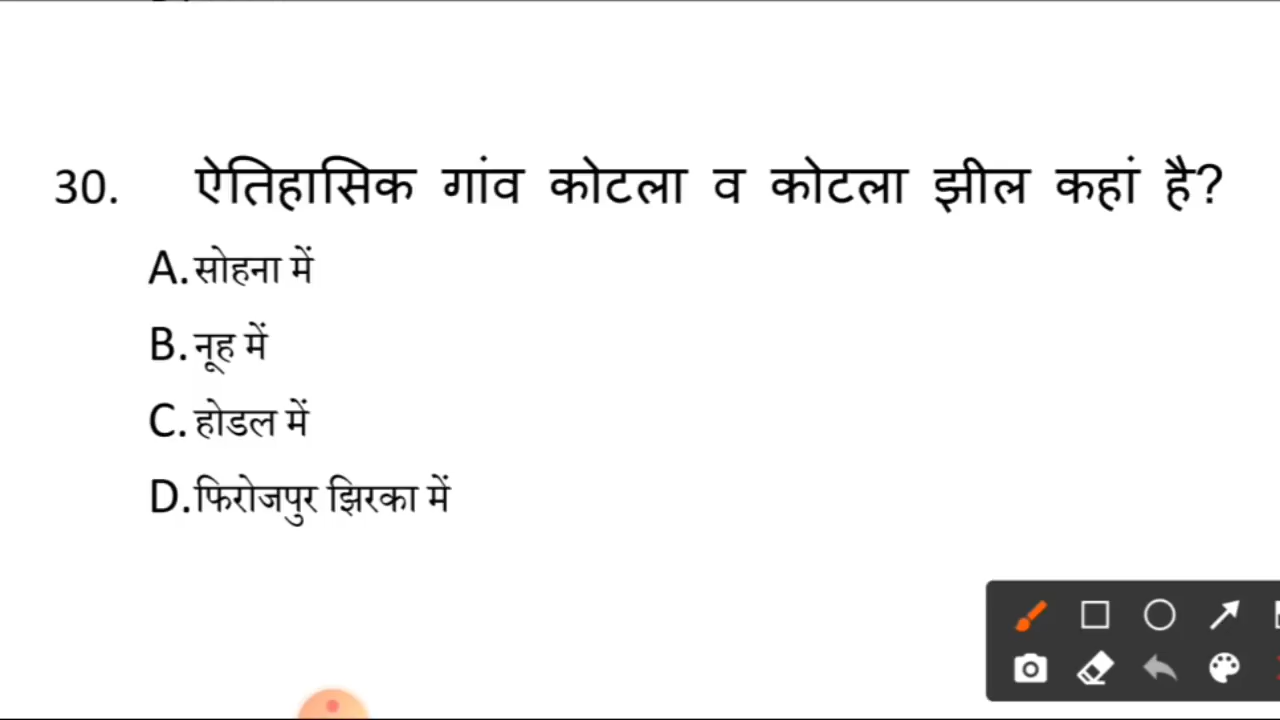 30. ऐतिहासिक गांव कोटला व कोटला झील कहां है?
A.सोहना में
B.नूह में
C.होडल में
D.फिरोजपुर झिरका में